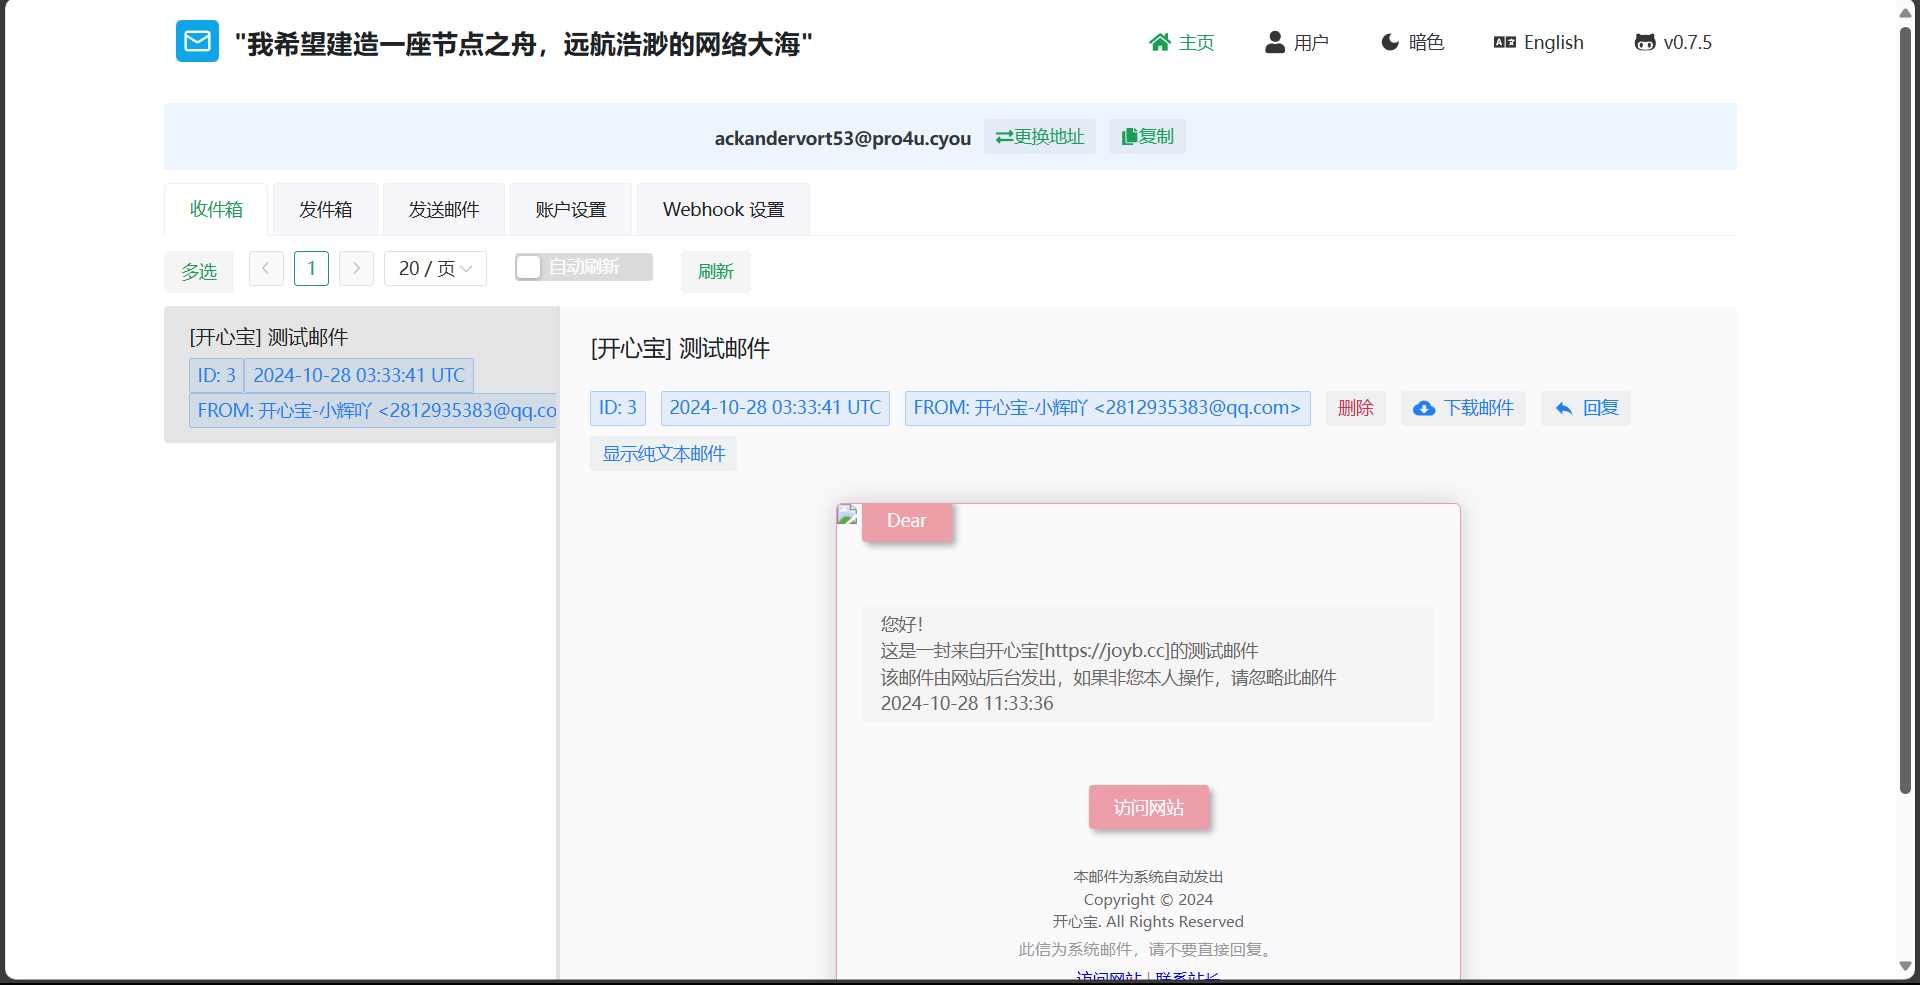 "我希望建造一座节点之舟，远航浩渺的网络大海"
主页
用户
暗色
English
v0.7.5
ackandervort53@pro4u.cyou
更换地址
复制
收件箱
发件箱
发送邮件
账户设置
Webhook 设置
多选
1
20 / 页
自动刷新
刷新
[开心宝] 测试邮件
ID: 3
2024-10-28 03:33:41 UTC
FROM: 开心宝-小辉吖 <2812935383@qq.co
[开心宝] 测试邮件
ID: 3
2024-10-28 03:33:41 UTC
FROM: 开心宝-小辉吖 <2812935383@qq.com>
删除
下载邮件
回复
显示纯文本邮件
Dear
您好！
这是一封来自开心宝[https://joyb.cc]的测试邮件
该邮件由网站后台发出，如果非您本人操作，请忽略此邮件
2024-10-28 11:33:36
访问网站
本邮件为系统自动发出
Copyright © 2024
开心宝. All Rights Reserved
此信为系统邮件，请不要直接回复。
访问网站 | 联系站长